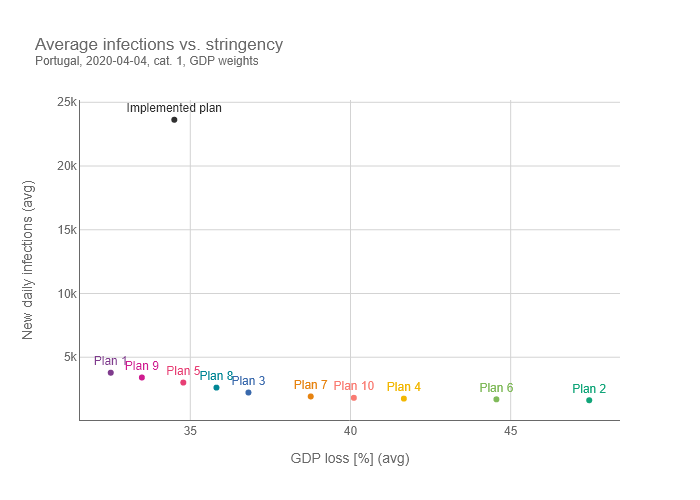 Average infections vs. stringency
Portugal, 2020-04-04, cat. 1, GDP weights
25k
Implemented plan
20k
15k
10k
5k
New daily infections (avg)
Plan 1
Plan 9
Plan 5
Plan 8
Plan 3
Plan 7
Plan 10
Plan 4
Plan 6
Plan 2
35
40
45
GDP loss [%] (avg)